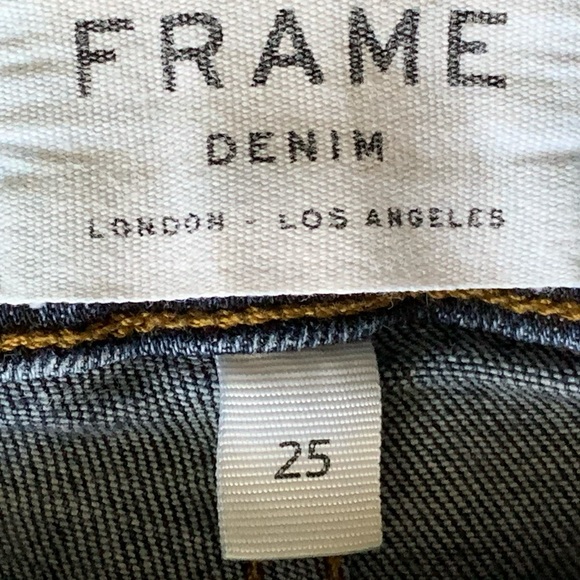 FRAME
DENIM
LONDON - LOS ANGELES
25